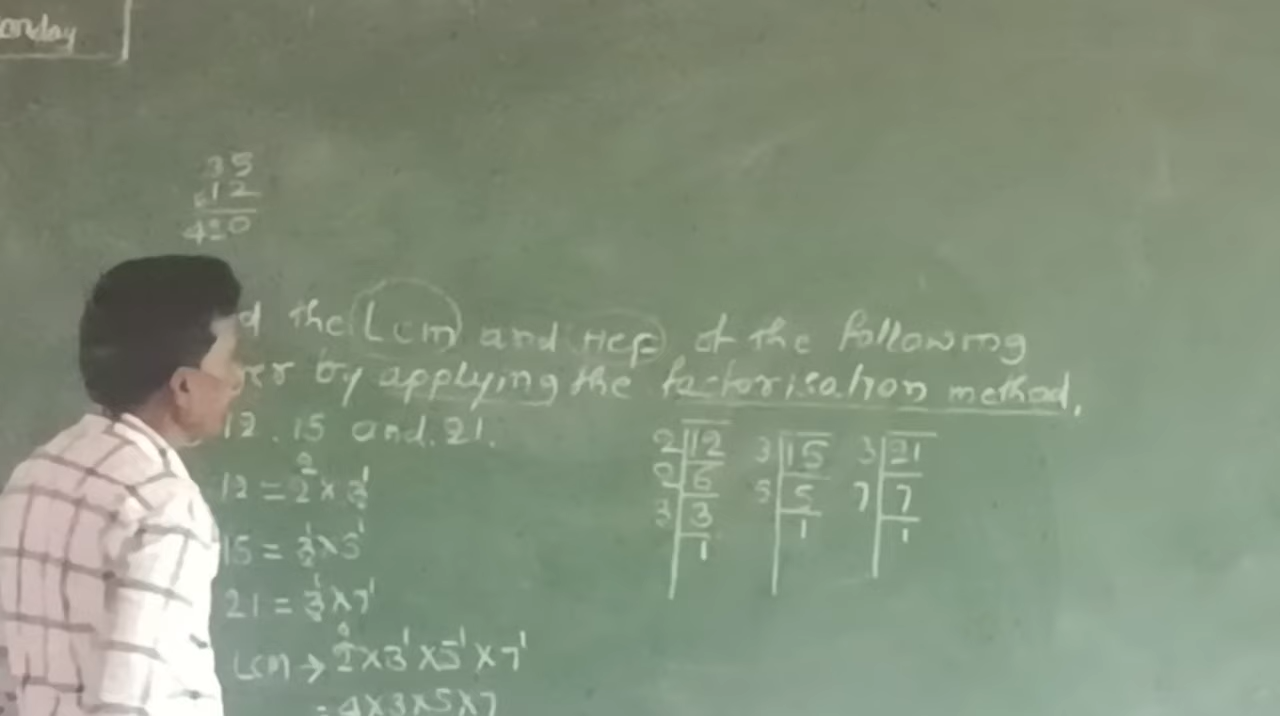 onday
35
12
420
d the LCM and HCF of the following
ger by applying the factorisation method.
12. 15 and 21.
12 = 2² × 3¹
15 = 3¹ × 5¹
21 = 3¹ × 7¹
LCM → 2² × 3¹ × 5¹ × 7¹
= 4 × 3 × 5 × 7
2 | 12
2 | 6
3 | 3
1
3 | 15
5 | 5
1
3 | 21
7 | 7
1